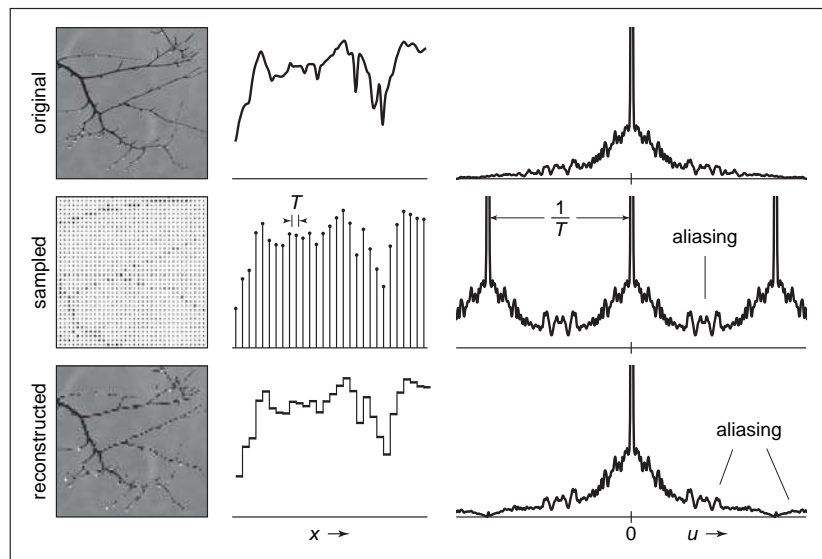 original
sampled
T
1
T
aliasing
reconstructed
aliasing
x →
0
u →